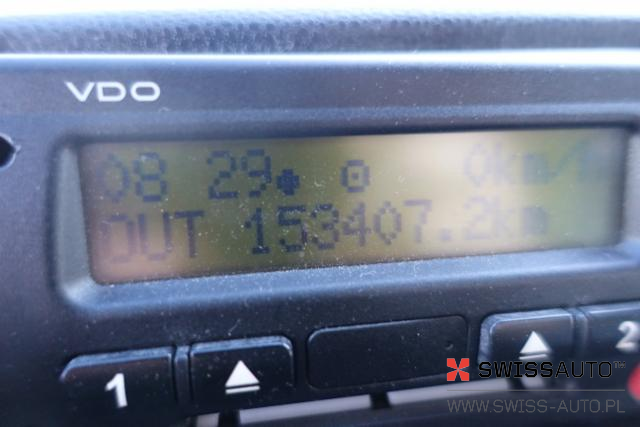 VDO
08 29 0 0km/h
OUT 153407.2km
1
2
SWISSAUTO
WWW.SWISS-AUTO.PL